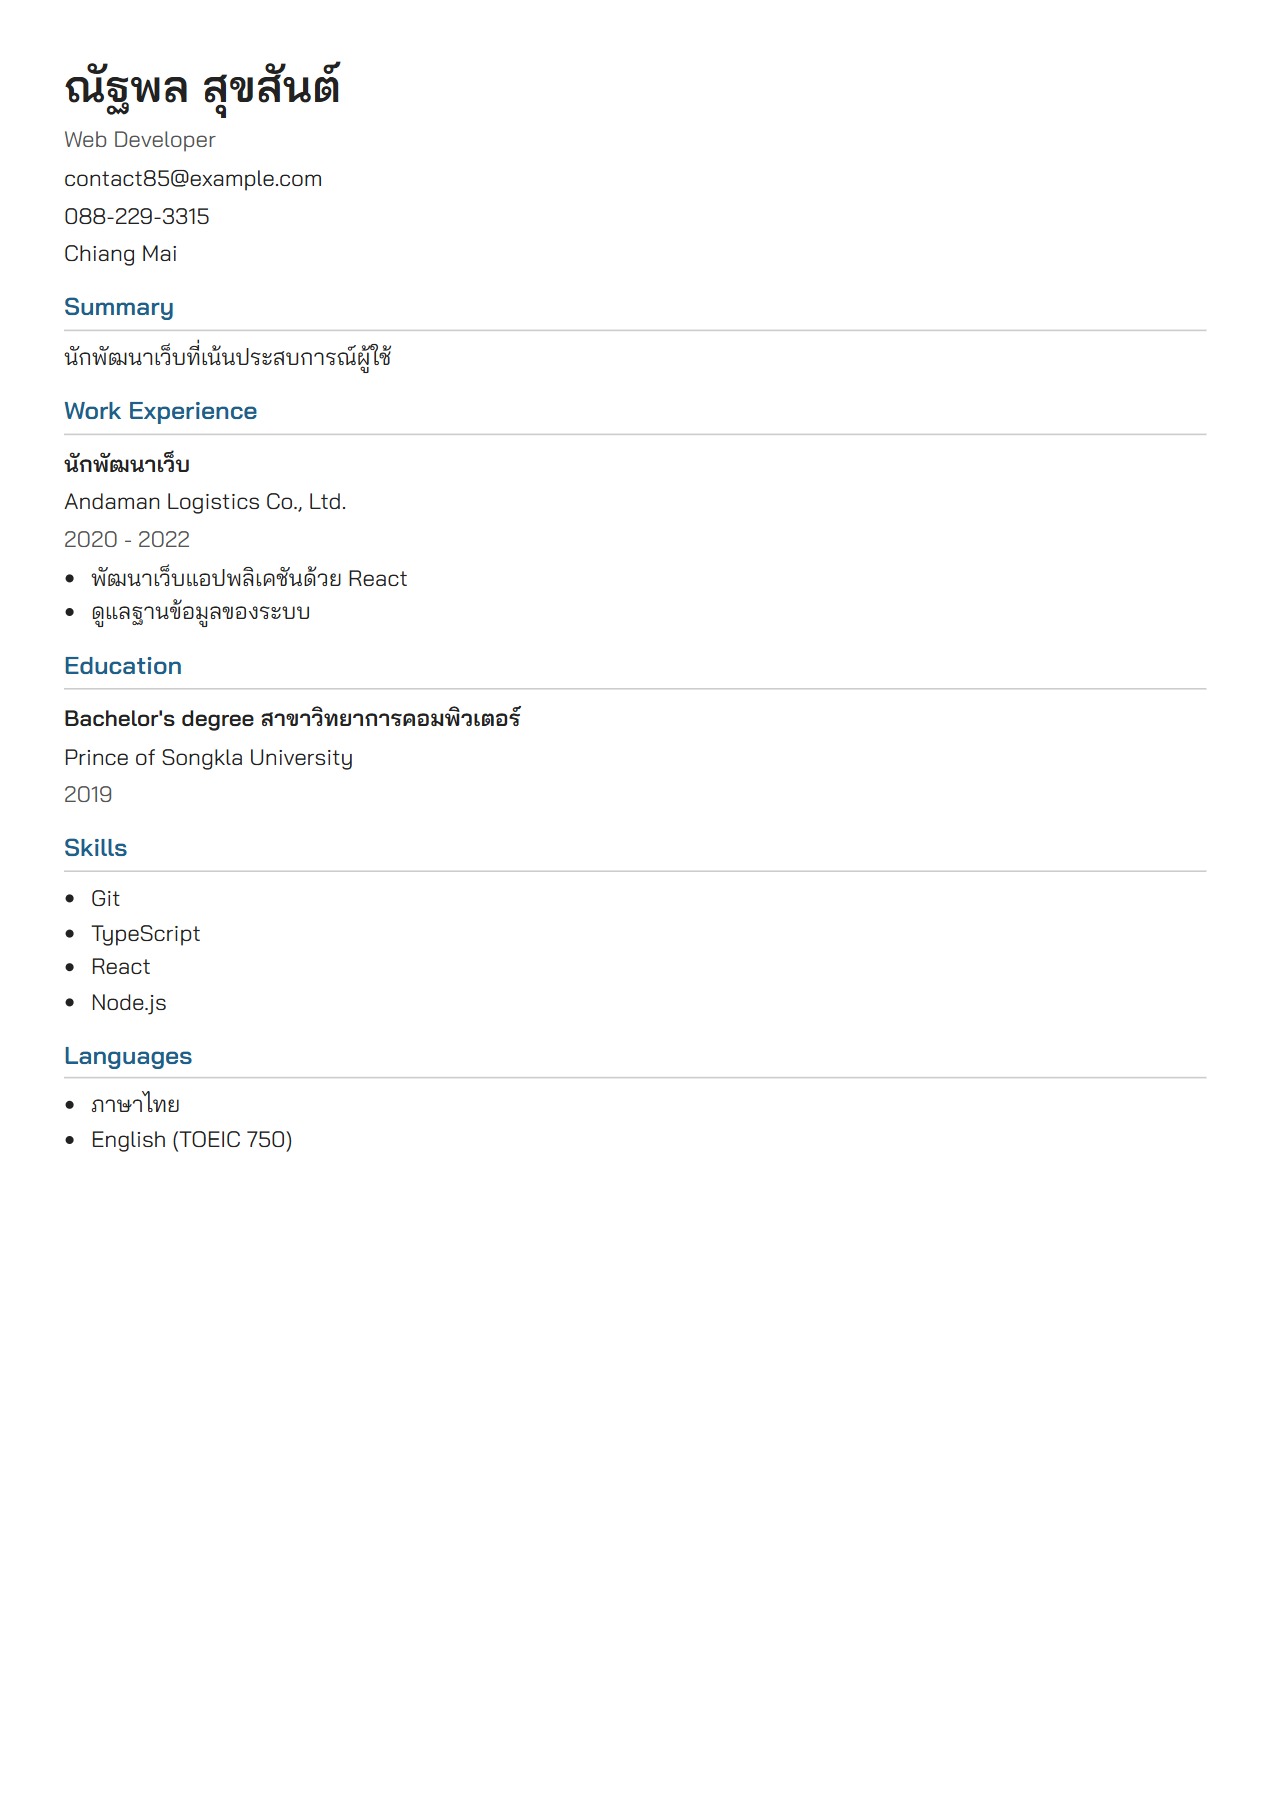 ณัฐพล สุขสันต์
Web Developer
contact85@example.com
088-229-3315
Chiang Mai
Summary
นักพัฒนาเว็บที่เน้นประสบการณ์ผู้ใช้
Work Experience
นักพัฒนาเว็บ
Andaman Logistics Co., Ltd.
2020 - 2022
• พัฒนาเว็บแอปพลิเคชันด้วย React
• ดูแลฐานข้อมูลของระบบ
Education
Bachelor's degree สาขาวิทยาการคอมพิวเตอร์
Prince of Songkla University
2019
Skills
• Git
• TypeScript
• React
• Node.js
Languages
• ภาษาไทย
• English (TOEIC 750)